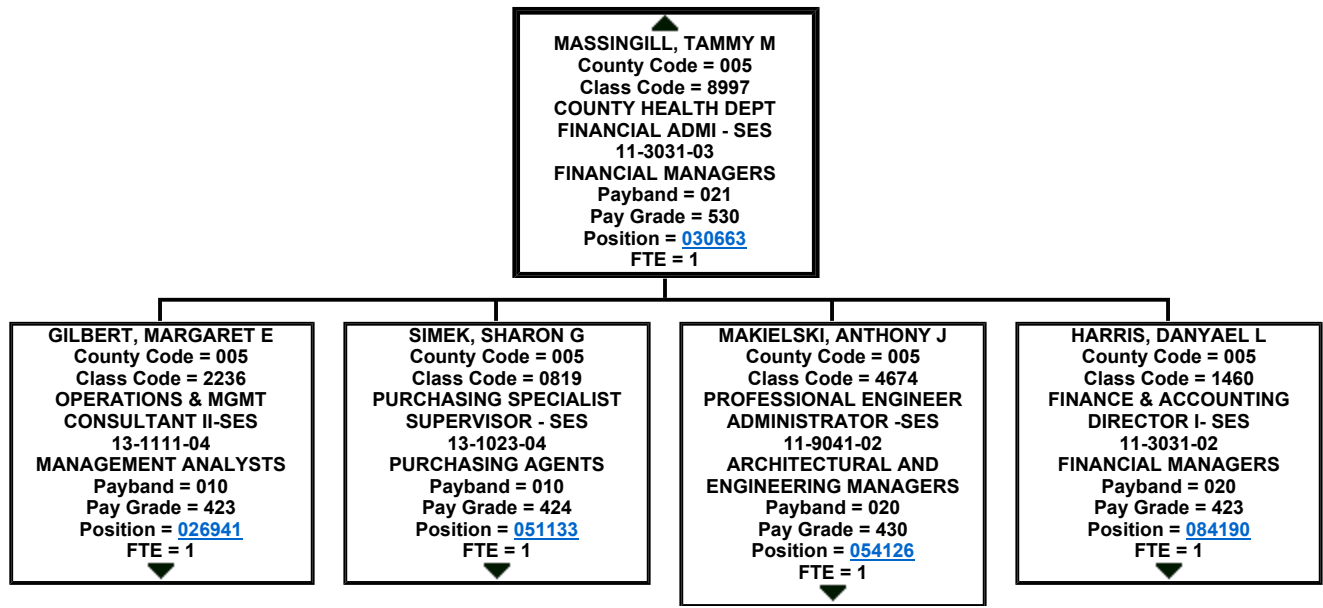 MASSINGILL, TAMMY M
County Code = 005
Class Code = 8997
COUNTY HEALTH DEPT
FINANCIAL ADMI - SES
11-3031-03
FINANCIAL MANAGERS
Payband = 021
Pay Grade = 530
Position = 030663
FTE = 1
GILBERT, MARGARET E
County Code = 005
Class Code = 2236
OPERATIONS & MGMT
CONSULTANT II-SES
13-1111-04
MANAGEMENT ANALYSTS
Payband = 010
Pay Grade = 423
Position = 026941
FTE = 1
SIMEK, SHARON G
County Code = 005
Class Code = 0819
PURCHASING SPECIALIST
SUPERVISOR - SES
13-1023-04
PURCHASING AGENTS
Payband = 010
Pay Grade = 424
Position = 051133
FTE = 1
MAKIELSKI, ANTHONY J
County Code = 005
Class Code = 4674
PROFESSIONAL ENGINEER
ADMINISTRATOR -SES
11-9041-02
ARCHITECTURAL AND
ENGINEERING MANAGERS
Payband = 020
Pay Grade = 430
Position = 054126
FTE = 1
HARRIS, DANYAEL L
County Code = 005
Class Code = 1460
FINANCE & ACCOUNTING
DIRECTOR I- SES
11-3031-02
FINANCIAL MANAGERS
Payband = 020
Pay Grade = 423
Position = 084190
FTE = 1